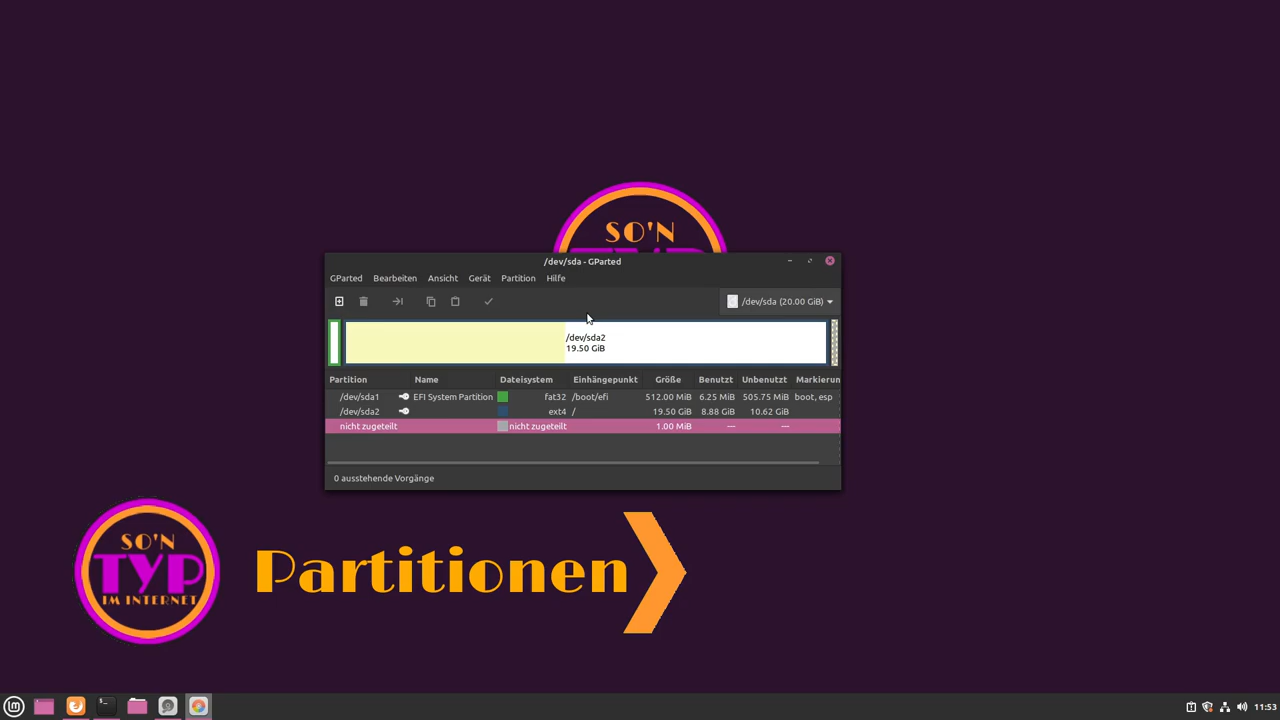 SO'N
/dev/sda - GParted
GParted Bearbeiten Ansicht Gerät Partition Hilfe
/dev/sda (20.00 GiB)
/dev/sda2
19.50 GiB
Partition Name Dateisystem Einhängepunkt Größe Benutzt Unbenutzt Markierun
/dev/sda1 EFI System Partition fat32 /boot/efi 512.00 MiB 6.25 MiB 505.75 MiB boot, esp
/dev/sda2 ext4 / 19.50 GiB 8.88 GiB 10.62 GiB
nicht zugeteilt nicht zugeteilt 1.00 MiB — —
0 ausstehende Vorgänge
SO'N
TYP
IM INTERNET
Partitionen
11:53